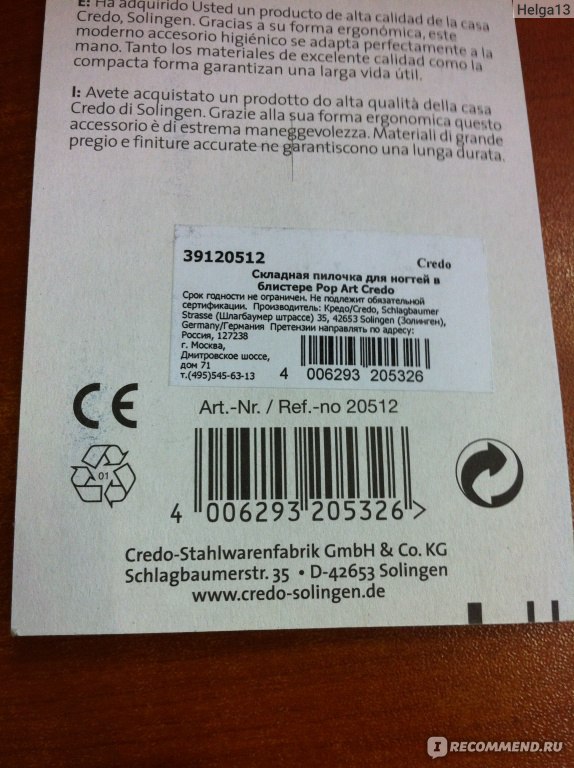 Helga13
E: Ha adquirido Usted un producto de alta calidad de la casa
Credo, Solingen. Gracias a su forma ergonómica, este
moderno accesorio higiénico se adapta perfectamente a la
mano. Tanto los materiales de excelente calidad como la
compacta forma garantizan una larga vida útil.
I: Avete acquistato un prodotto do alta qualità della casa
Credo di Solingen. Grazie alla sua forma ergonomica questo
accessorio è di estrema maneggevolezza. Materiali di grande
pregio e finiture accurate ne garantiscono una lunga durata.
39120512
Credo
Складная пилочка для ногтей в
блистере Pop Art Credo
Срок годности не ограничен. Не подлежит обязательной
сертификации. Производитель: Кредо/Credo, Schlagbaumer
Strasse (Шлагбаумер штрассе) 35, 42653 Solingen (Золинген),
Germany/Германия Претензии направлять по адресу:
Россия, 127238
г. Москва,
Дмитровское шоссе,
дом 71
т.(495)545-63-13
4 006293 205326
CE
Art.-Nr. / Ref.-no 20512
01
4 006293 205326 >
Credo-Stahlwarenfabrik GmbH & Co. KG
Schlagbaumerstr. 35 • D-42653 Solingen
www.credo-solingen.de
I RECOMMEND.RU